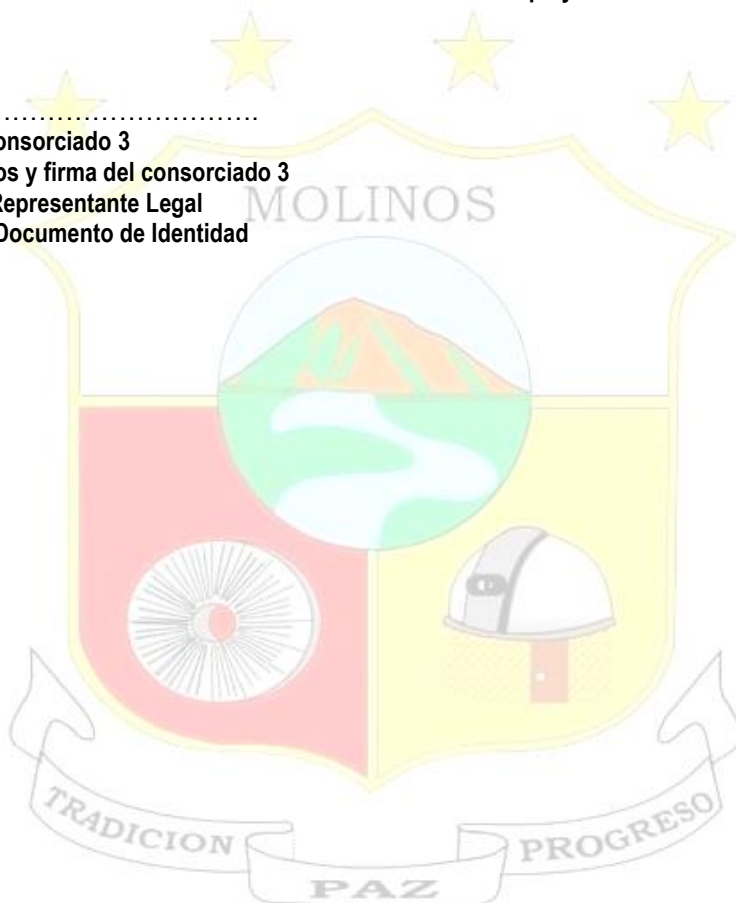 ………………………….
onsorciado 3
os y firma del consorciado 3
Representante Legal
Documento de Identidad
MOLINOS
TRADICION
PAZ
PROGRESO